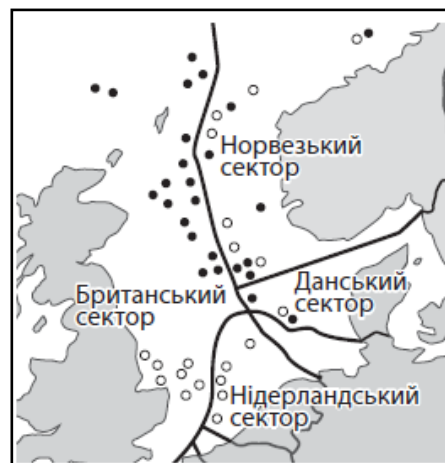 Норвезький
сектор
Данський
сектор
Британський
сектор
Нідерландський
сектор